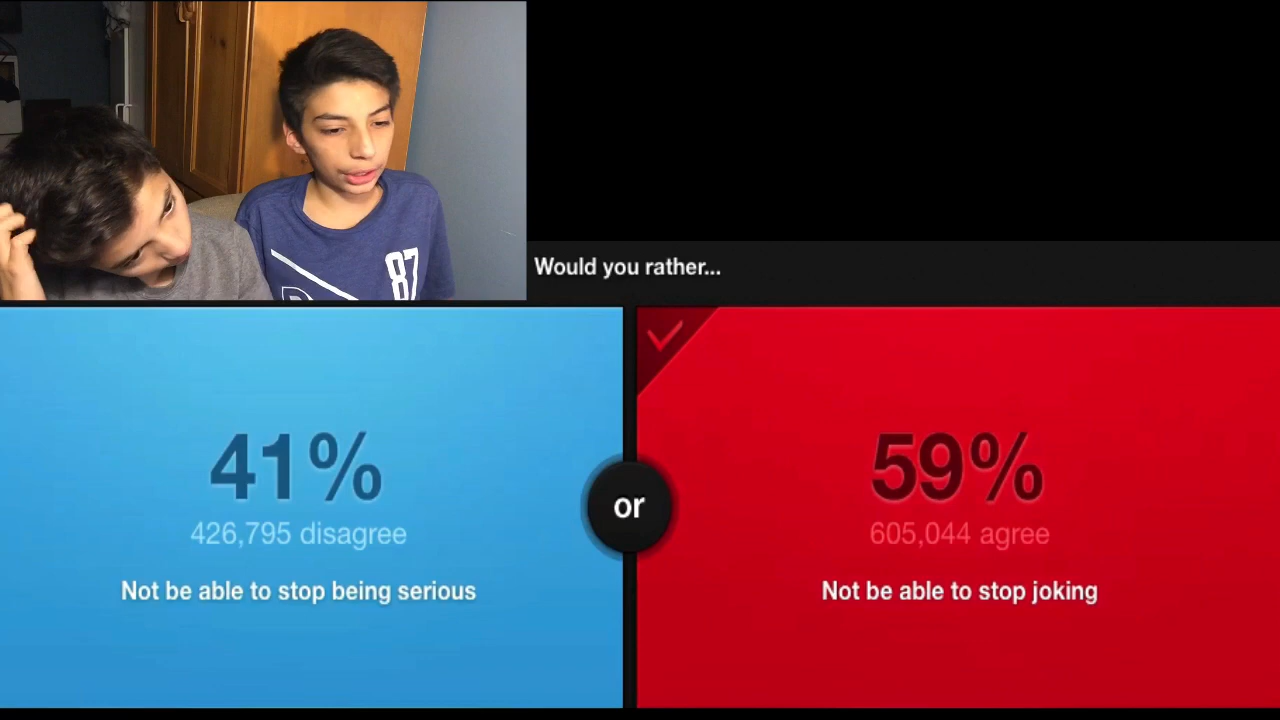 87
Would you rather...
41%
426,795 disagree
Not be able to stop being serious
or
59%
605,044 agree
Not be able to stop joking